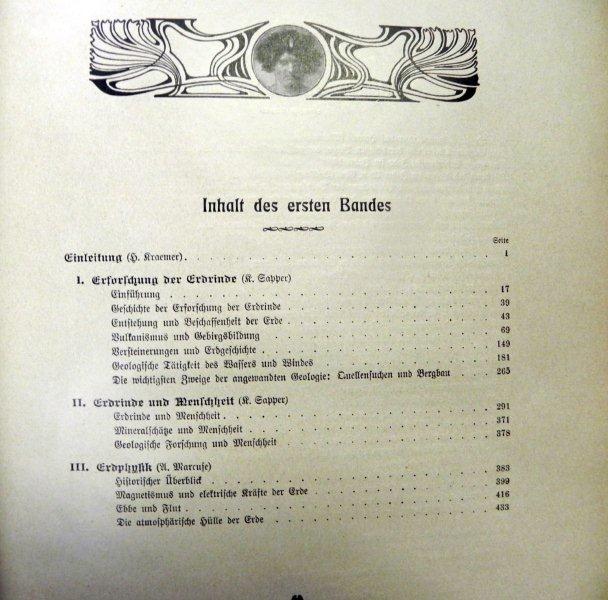 Inhalt des ersten Bandes
Seite
Einleitung (H. Kraemer) . 1
I. Erforschung der Erdrinde (K. Sapper)
Einführung . 17
Geschichte der Erforschung der Erdrinde . 39
Entstehung und Beschaffenheit der Erde . 43
Vulkanismus und Gebirgsbildung . 69
Versteinerungen und Erdgeschichte . 149
Geologische Tätigkeit des Wassers und Windes . 181
Die wichtigsten Zweige der angewandten Geologie: Quellensuchen und Bergbau . 265
II. Erdrinde und Menschheit (K. Sapper)
Erdrinde und Menschheit . 291
Mineralschätze und Menschheit . 371
Geologische Forschung und Menschheit . 378
III. Erdphysik (A. Marcuse)
Historischer Überblick . 383
Magnetismus und elektrische Kräfte der Erde . 399
Ebbe und Flut . 416
Die atmosphärische Hülle der Erde . 433